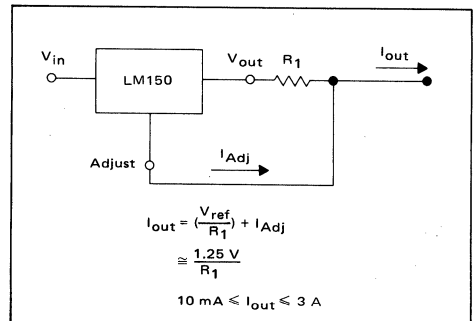 Vin
LM150
Vout
R1
Iout
Adjust
IAdj
Iout = (Vref/R1) + IAdj
≅ 1.25 V/R1
10 mA ≤ Iout ≤ 3 A